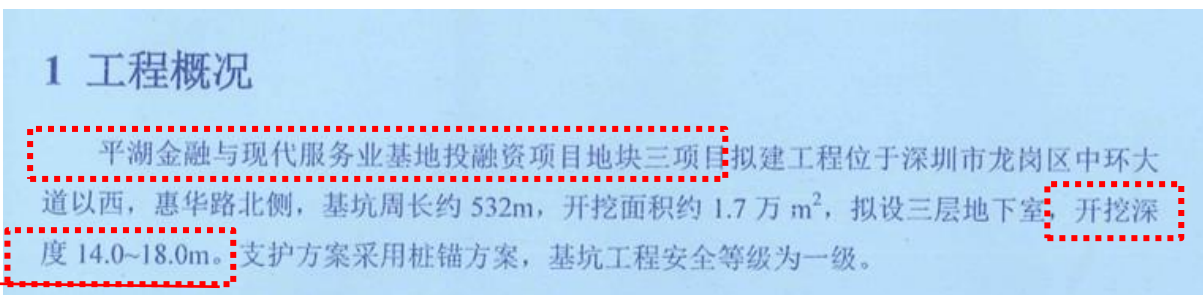 1 工程概况
平湖金融与现代服务业基地投融资项目地块三项目拟建工程位于深圳市龙岗区中环大
道以西，惠华路北侧，基坑周长约 532m，开挖面积约 1.7 万 m²，拟设三层地下室，开挖深
度 14.0~18.0m。支护方案采用桩锚方案，基坑工程安全等级为一级。